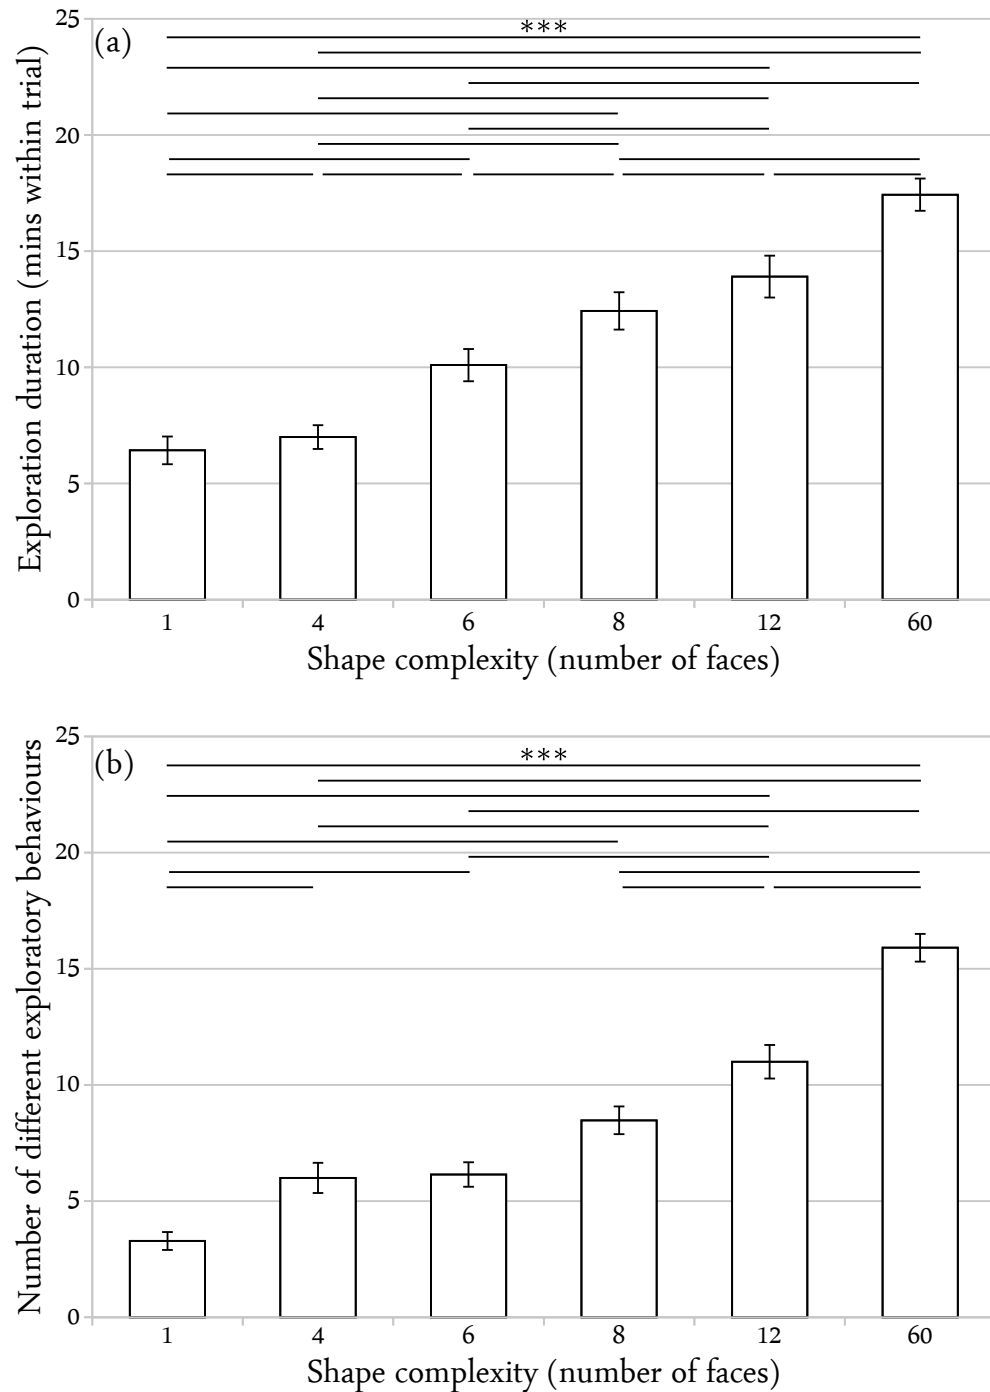 (a)
***
Exploration duration (mins within trial)
25
20
15
10
5
0
1 4 6 8 12 60
Shape complexity (number of faces)
(b)
***
Number of different exploratory behaviours
25
20
15
10
5
0
1 4 6 8 12 60
Shape complexity (number of faces)